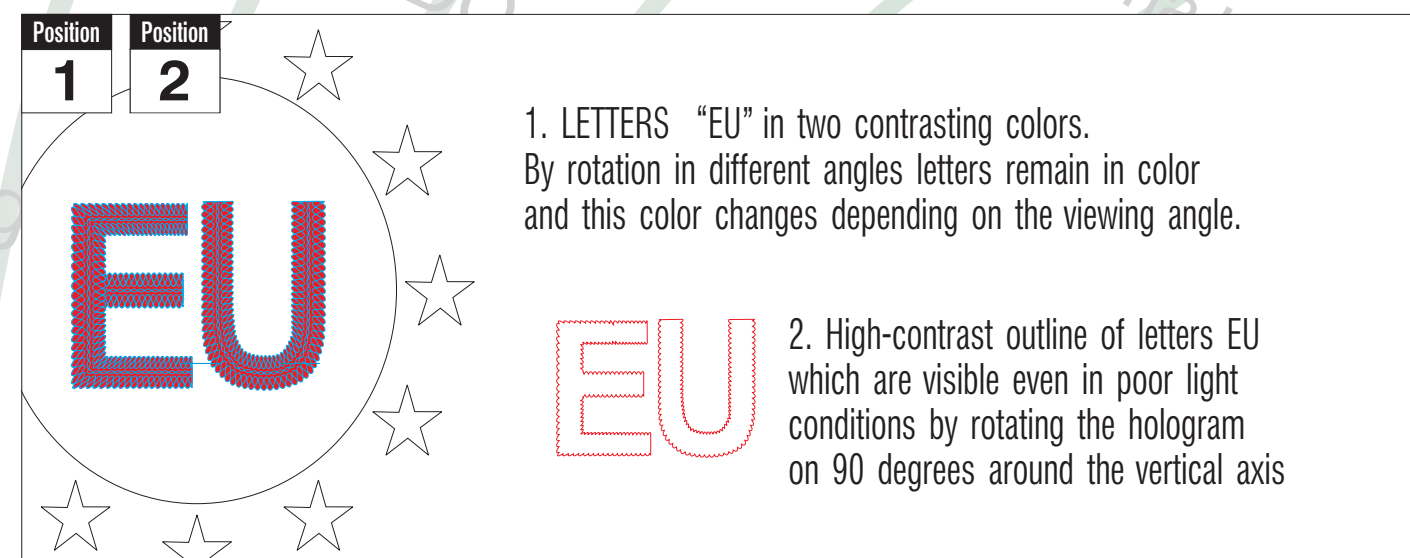 Position
1
Position
2
EU
1. LETTERS “EU” in two contrasting colors.
By rotation in different angles letters remain in color
and this color changes depending on the viewing angle.
EU
2. High-contrast outline of letters EU
which are visible even in poor light
conditions by rotating the hologram
on 90 degrees around the vertical axis